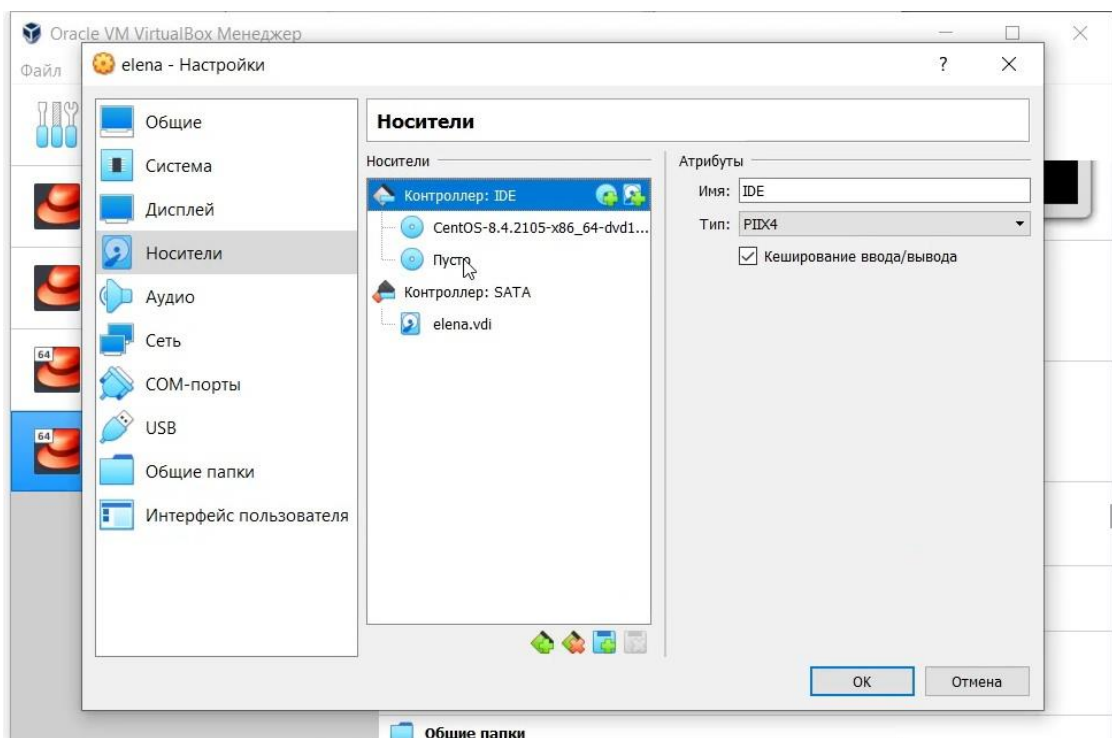 Oracle VM VirtualBox Менеджер
Файл
elena - Настройки
?
Общие
Система
Дисплей
Носители
Аудио
Сеть
COM-порты
USB
Общие папки
Интерфейс пользователя
Носители
Носители
Контроллер: IDE
CentOS-8.4.2105-x86_64-dvd1...
Пусто
Контроллер: SATA
elena.vdi
Атрибуты
Имя: IDE
Тип: PIIX4
Кеширование ввода/вывода
OK
Отмена
64
64
Общие папки